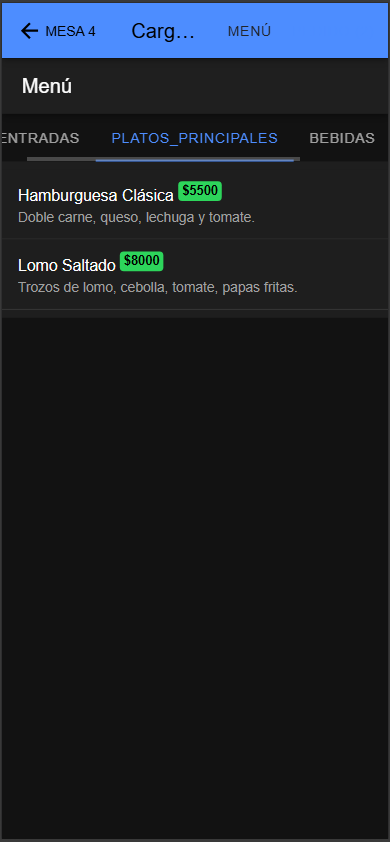 MESA 4 Carg... MENÚ
Menú
ENTRADAS PLATOS_PRINCIPALES BEBIDAS
Hamburguesa Clásica $5500
Doble carne, queso, lechuga y tomate.
Lomo Saltado $8000
Trozos de lomo, cebolla, tomate, papas fritas.